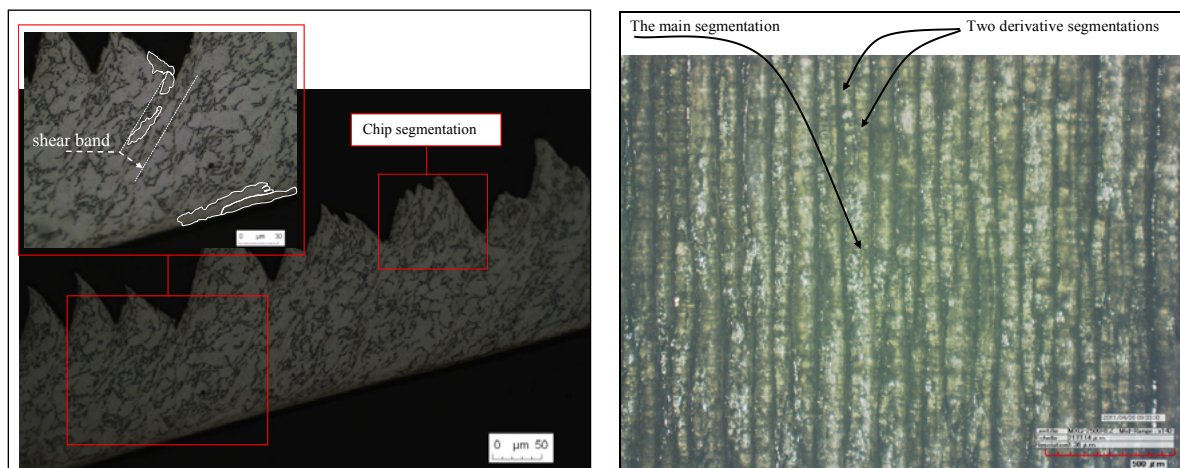 shear band
0 µm 30
Chip segmentation
0 µm 50
The main segmentation
Two derivative segmentations
500 µm